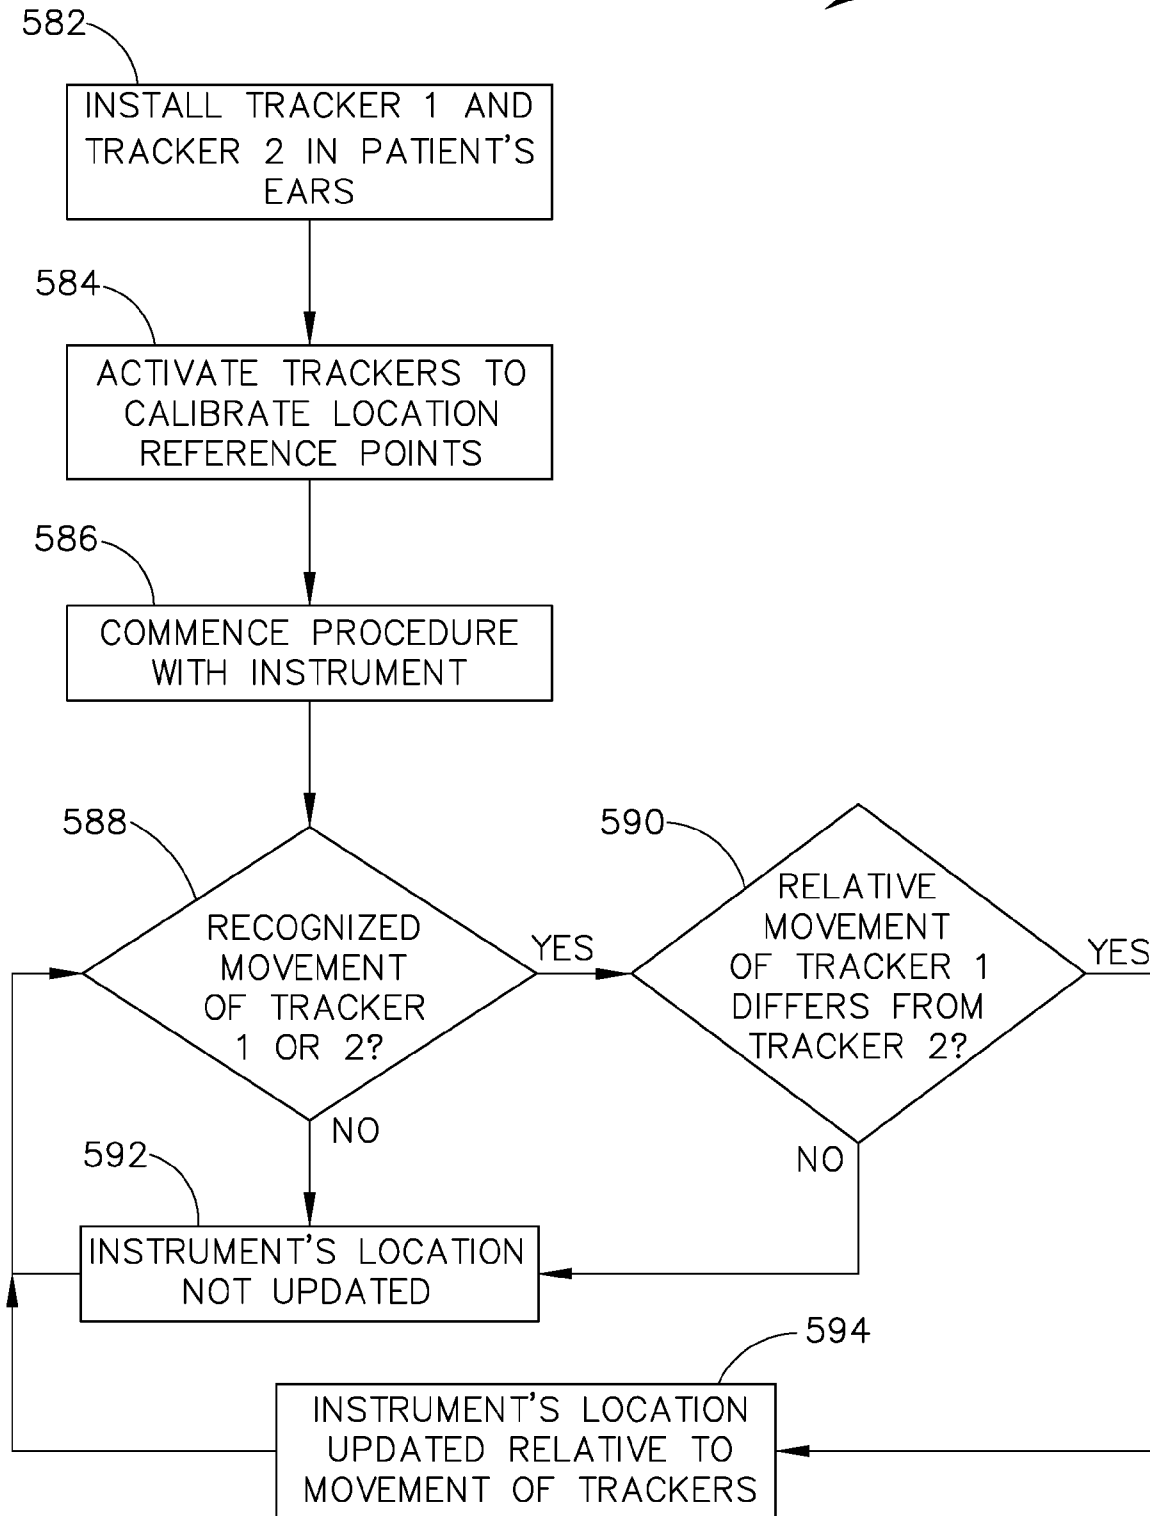 582
INSTALL TRACKER 1 AND
TRACKER 2 IN PATIENT'S
EARS
584
ACTIVATE TRACKERS TO
CALIBRATE LOCATION
REFERENCE POINTS
586
COMMENCE PROCEDURE
WITH INSTRUMENT
588
RECOGNIZED
MOVEMENT
OF TRACKER
1 OR 2?
YES
NO
590
RELATIVE
MOVEMENT
OF TRACKER 1
DIFFERS FROM
TRACKER 2?
YES
NO
592
INSTRUMENT'S LOCATION
NOT UPDATED
594
INSTRUMENT'S LOCATION
UPDATED RELATIVE TO
MOVEMENT OF TRACKERS